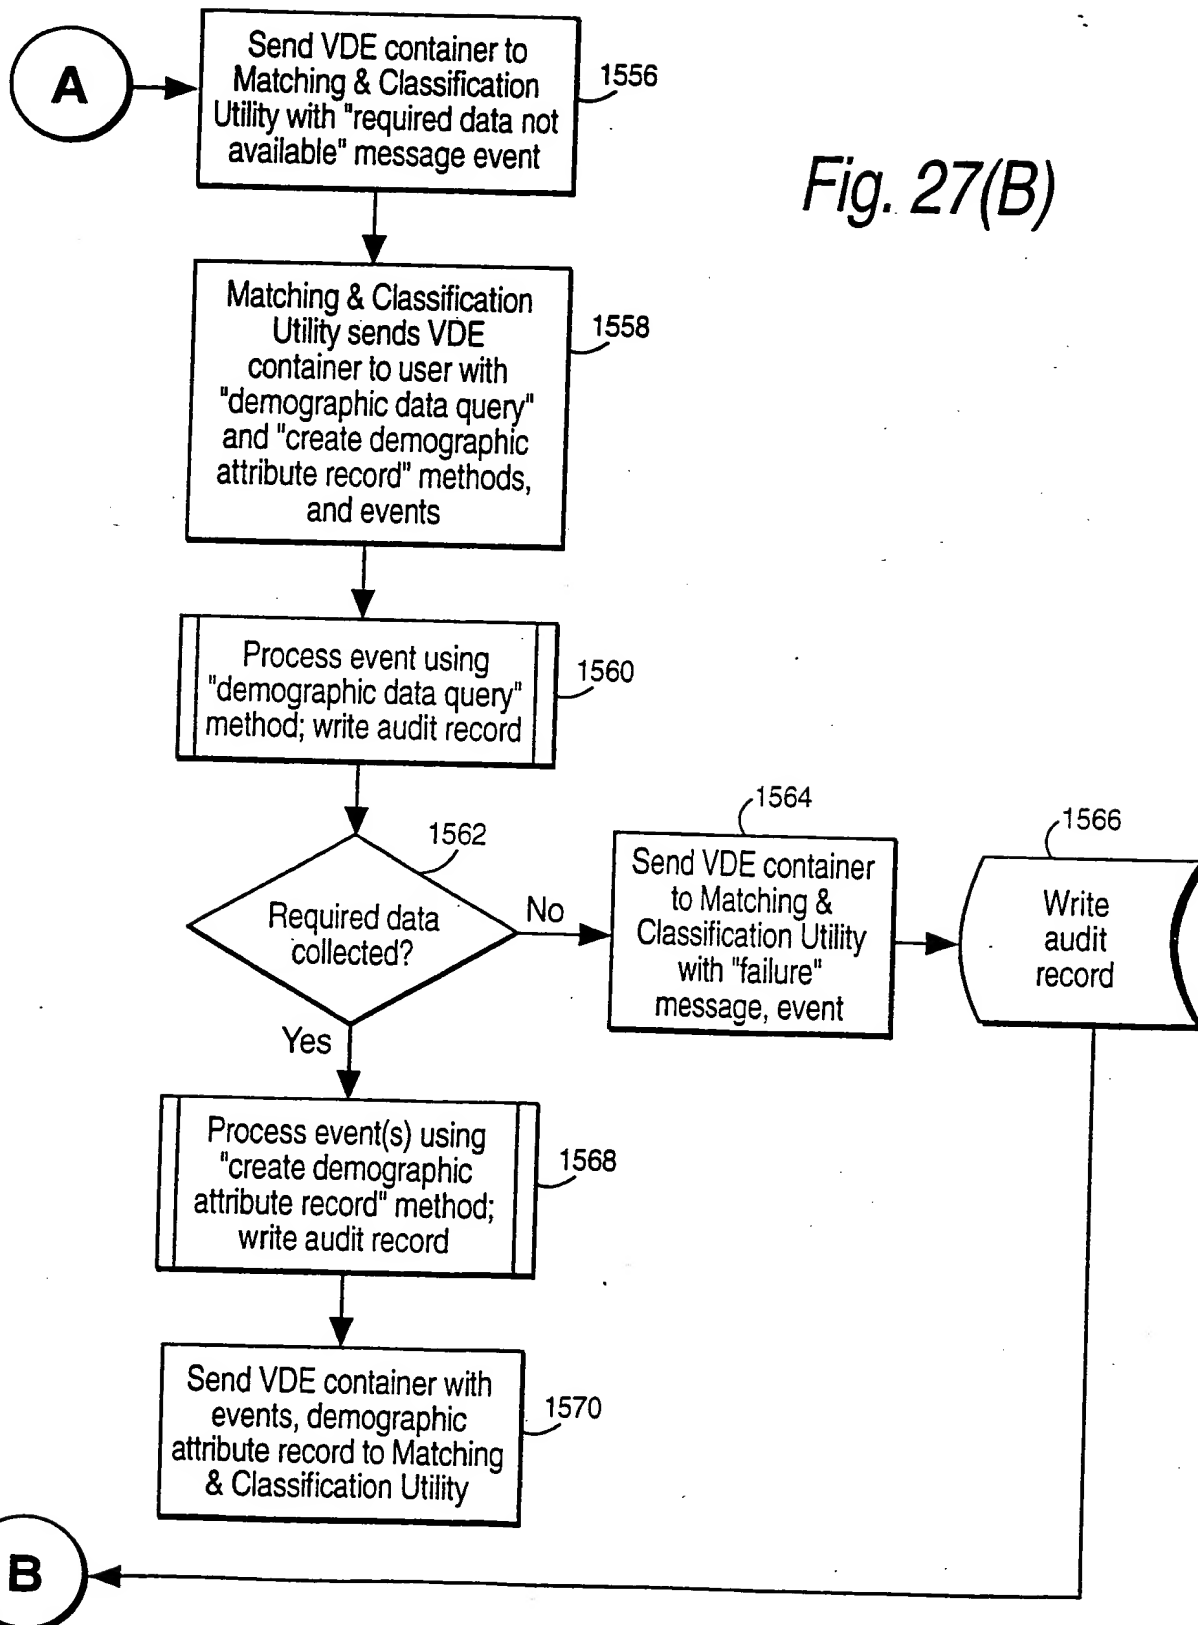 A
Send VDE container to
Matching & Classification
Utility with "required data not
available" message event
1556
Fig. 27(B)
Matching & Classification
Utility sends VDE
container to user with
"demographic data query"
and "create demographic
attribute record" methods,
and events
1558
Process event using
"demographic data query"
method; write audit record
1560
Required data
collected?
1562
No
Yes
Send VDE container
to Matching &
Classification Utility
with "failure"
message, event
1564
Write
audit
record
1566
Process event(s) using
"create demographic
attribute record" method;
write audit record
1568
Send VDE container with
events, demographic
attribute record to Matching
& Classification Utility
1570
B